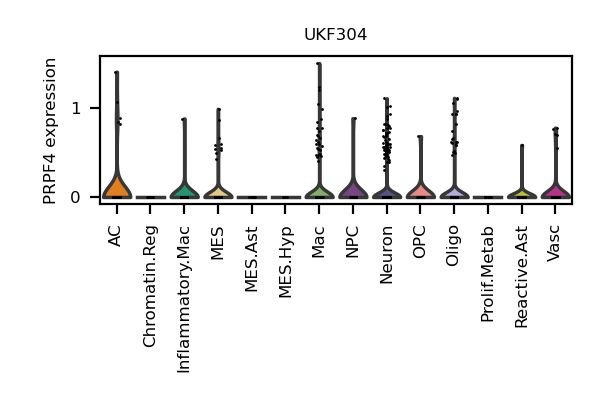 UKF304
PRPF4 expression
1
0
AC
Chromatin.Reg
Inflammatory.Mac
MES
MES.Ast
MES.Hyp
Mac
NPC
Neuron
OPC
Oligo
Prolif.Metab
Reactive.Ast
Vasc